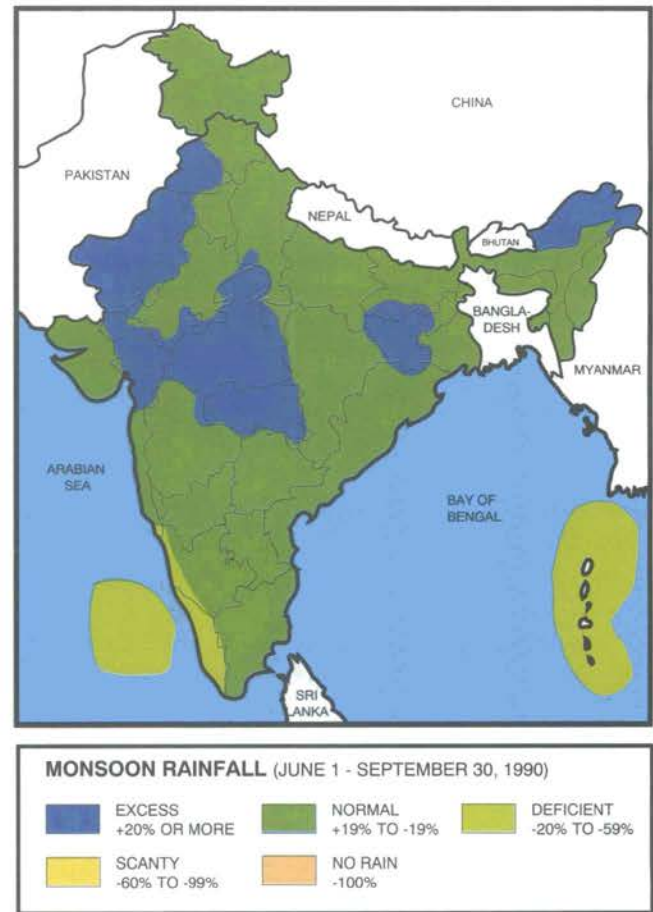 CHINA
PAKISTAN
NEPAL
BHUTAN
BANGLA-
DESH
MYANMAR
ARABIAN
SEA
BAY OF
BENGAL
SRI
LANKA
MONSOON RAINFALL (JUNE 1 - SEPTEMBER 30, 1990)
EXCESS
+20% OR MORE
NORMAL
+19% TO -19%
DEFICIENT
-20% TO -59%
SCANTY
-60% TO -99%
NO RAIN
-100%